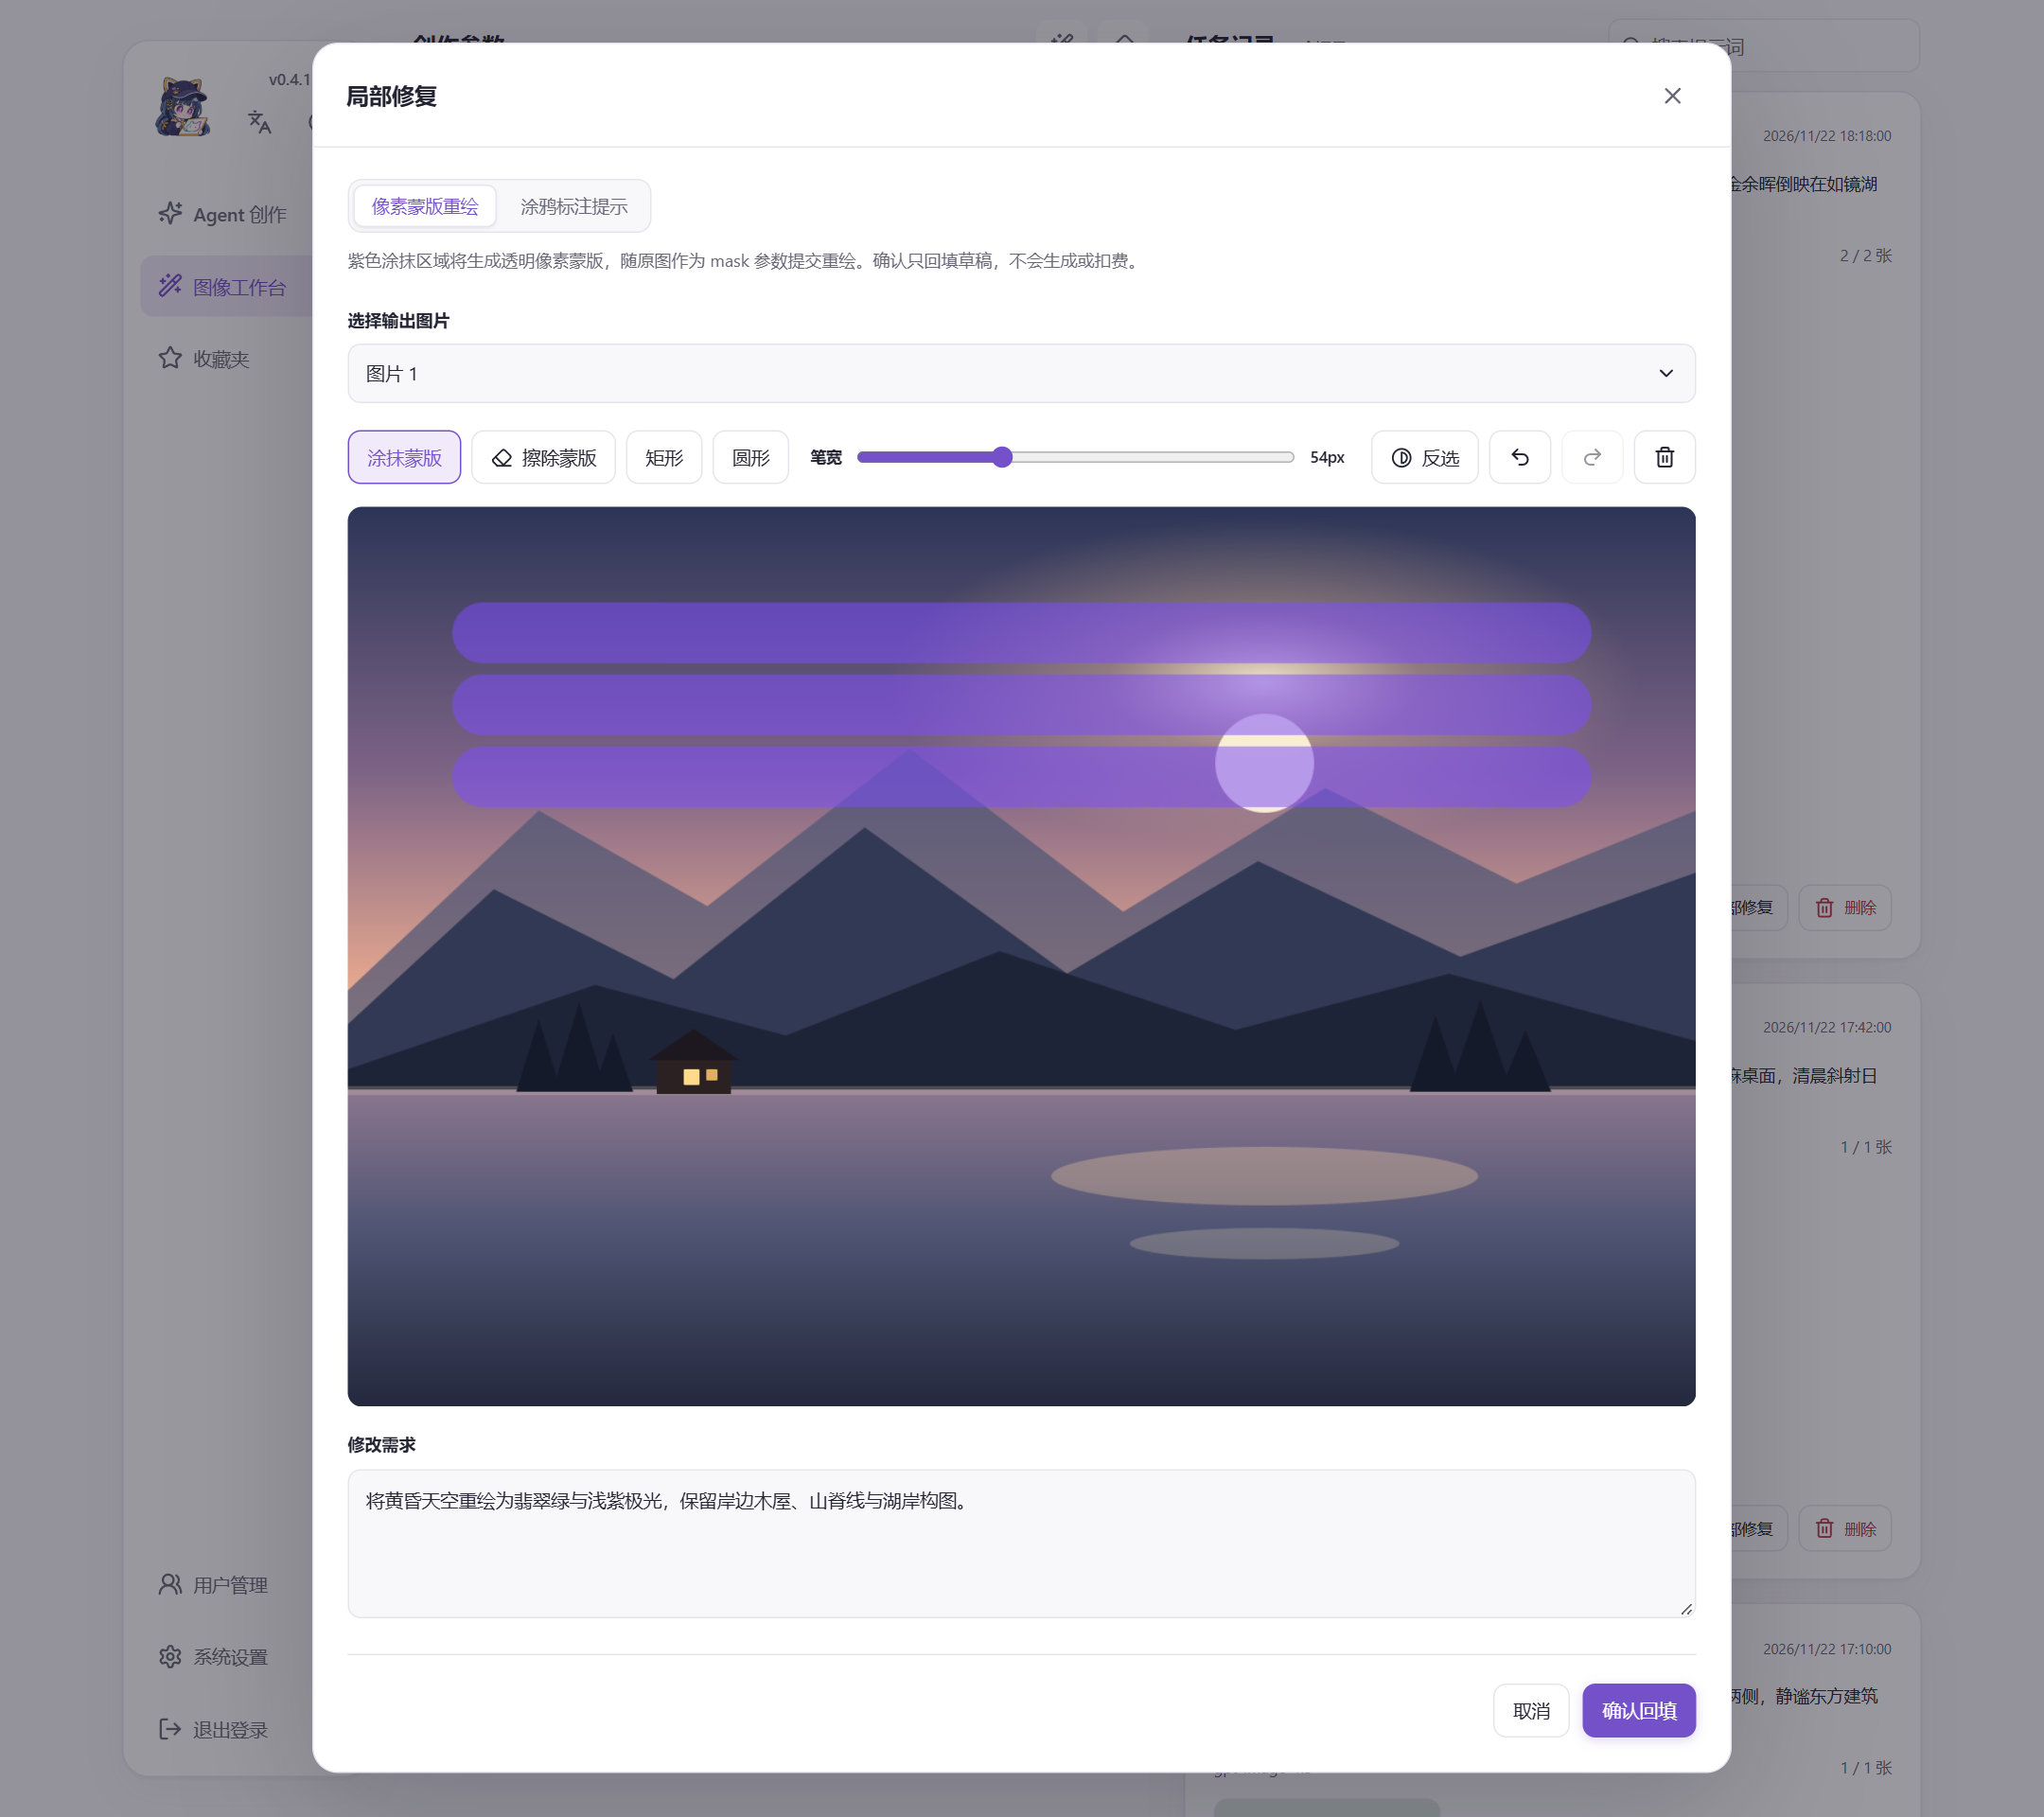 v0.4.1
Agent 创作
图像工作台
收藏夹
用户管理
系统设置
退出登录
局部修复
像素蒙版重绘
涂鸦标注提示
紫色涂抹区域将生成透明像素蒙版，随原图作为 mask 参数提交重绘。确认只回填草稿，不会生成或扣费。
选择输出图片
图片 1
涂抹蒙版
擦除蒙版
矩形
圆形
笔宽
54px
反选
修改需求
将黄昏天空重绘为翡翠绿与浅紫极光，保留岸边木屋、山脊线与湖岸构图。
取消
确认回填
2026/11/22 18:18:00
金余晖倒映在如镜湖
2 / 2 张
部修复
删除
2026/11/22 17:42:00
麻桌面，清晨斜射日
1 / 1 张
部修复
删除
2026/11/22 17:10:00
两侧，静谧东方建筑
1 / 1 张